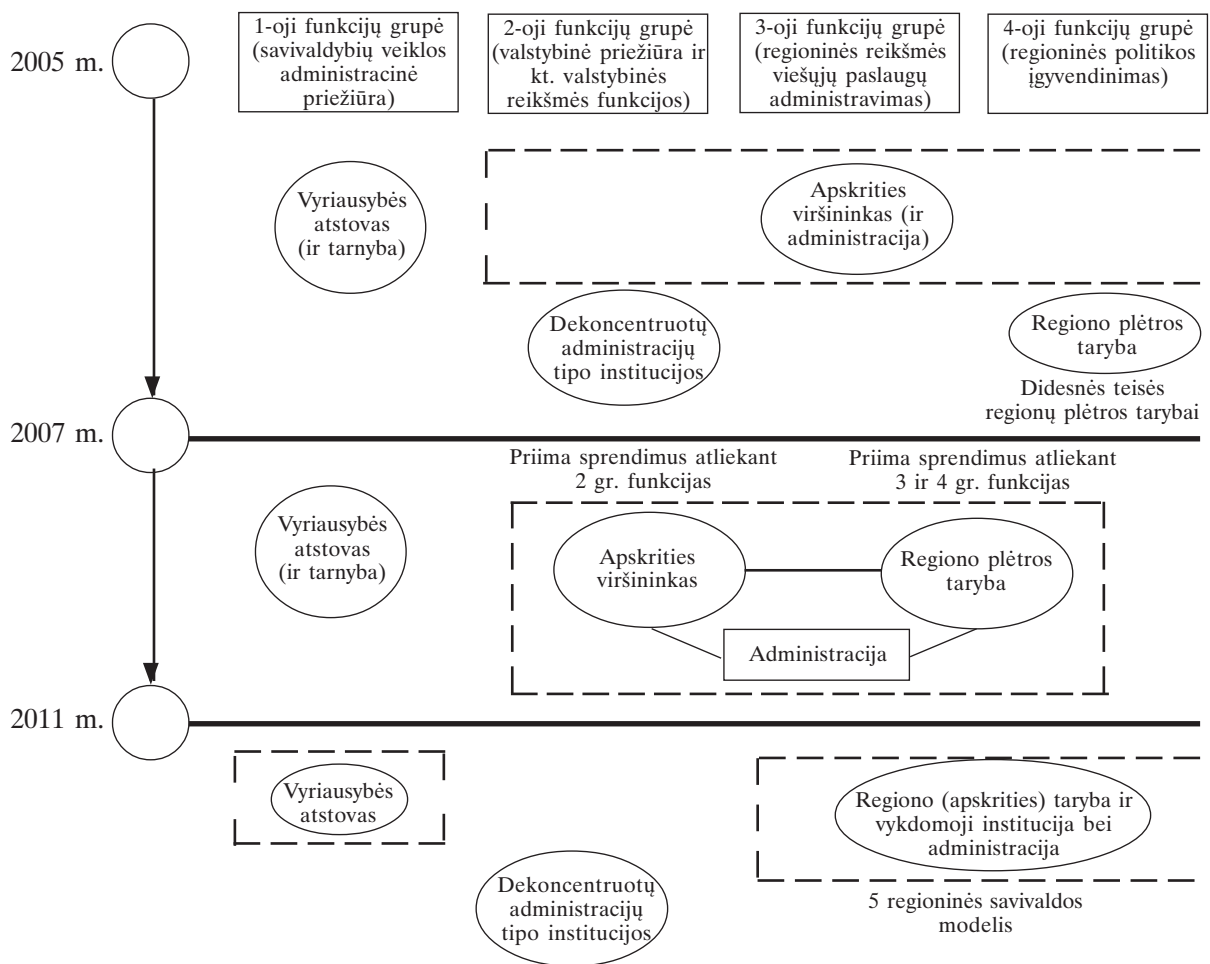 2005 m.
1-oji funkcijų grupė
(savivaldybių veiklos
administracinė
priežiūra)
2-oji funkcijų grupė
(valstybinė priežiūra ir
kt. valstybinės
reikšmės funkcijos)
3-oji funkcijų grupė
(regioninės reikšmės
viešųjų paslaugų
administravimas)
4-oji funkcijų grupė
(regioninės politikos
įgyvendinimas)
Vyriausybės
atstovas
(ir tarnyba)
Apskrities
viršininkas (ir
administracija)
Dekoncentruotų
administracijų
tipo institucijos
Regiono plėtros
taryba
Didesnės teisės
regionų plėtros tarybai
2007 m.
Priima sprendimus atliekant
2 gr. funkcijas
Priima sprendimus atliekant
3 ir 4 gr. funkcijas
Vyriausybės
atstovas
(ir tarnyba)
Apskrities
viršininkas
Regiono plėtros
taryba
Administracija
2011 m.
Vyriausybės
atstovas
Regiono (apskrities) taryba ir
vykdomoji institucija bei
administracija
Dekoncentruotų
administracijų
tipo institucijos
5 regioninės savivaldos
modelis